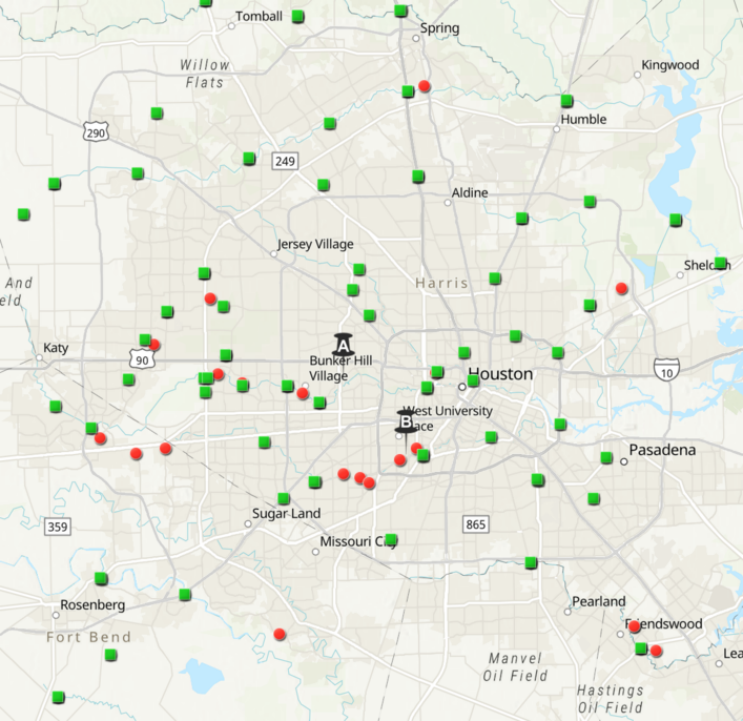 Tomball
Spring
Willow
Flats
Kingwood
290
Humble
249
Aldine
Jersey Village
Sheldon
And
eld
Harris
A
Katy
90
Bunker Hill
Village
Houston
10
West University
Place
B
Pasadena
Sugar Land
865
359
Missouri City
Rosenberg
Pearland
Friendswood
Fort Bend
Manvel
Oil Field
Lea
Hastings
Oil Field